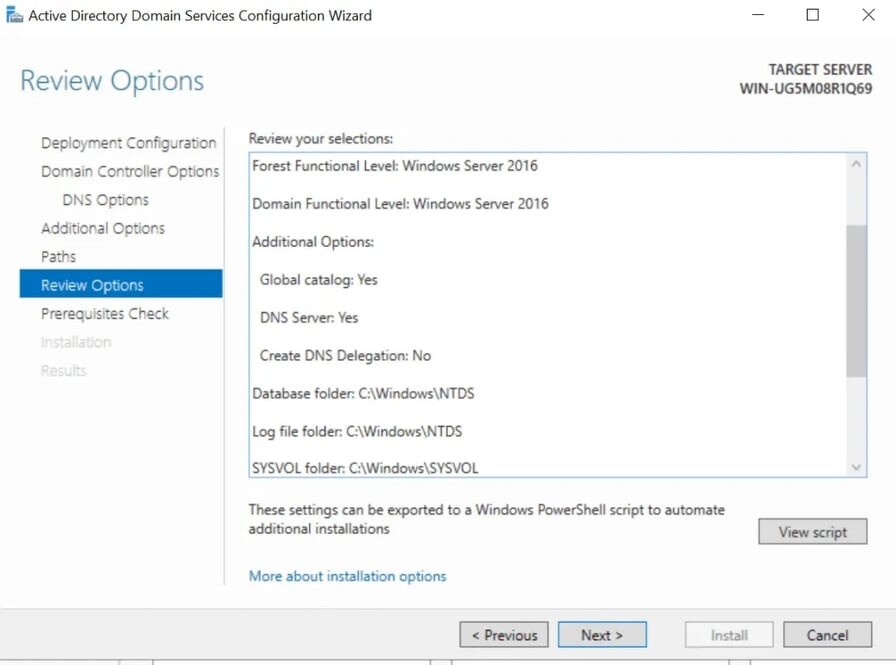 Active Directory Domain Services Configuration Wizard
Review Options
TARGET SERVER
WIN-UG5M08R1Q69
Deployment Configuration
Domain Controller Options
DNS Options
Additional Options
Paths
Review Options
Prerequisites Check
Installation
Results
Review your selections:
Forest Functional Level: Windows Server 2016
Domain Functional Level: Windows Server 2016
Additional Options:
Global catalog: Yes
DNS Server: Yes
Create DNS Delegation: No
Database folder: C:\Windows\NTDS
Log file folder: C:\Windows\NTDS
SYSVOL folder: C:\Windows\SYSVOL
These settings can be exported to a Windows PowerShell script to automate
additional installations
View script
More about installation options
< Previous
Next >
Install
Cancel